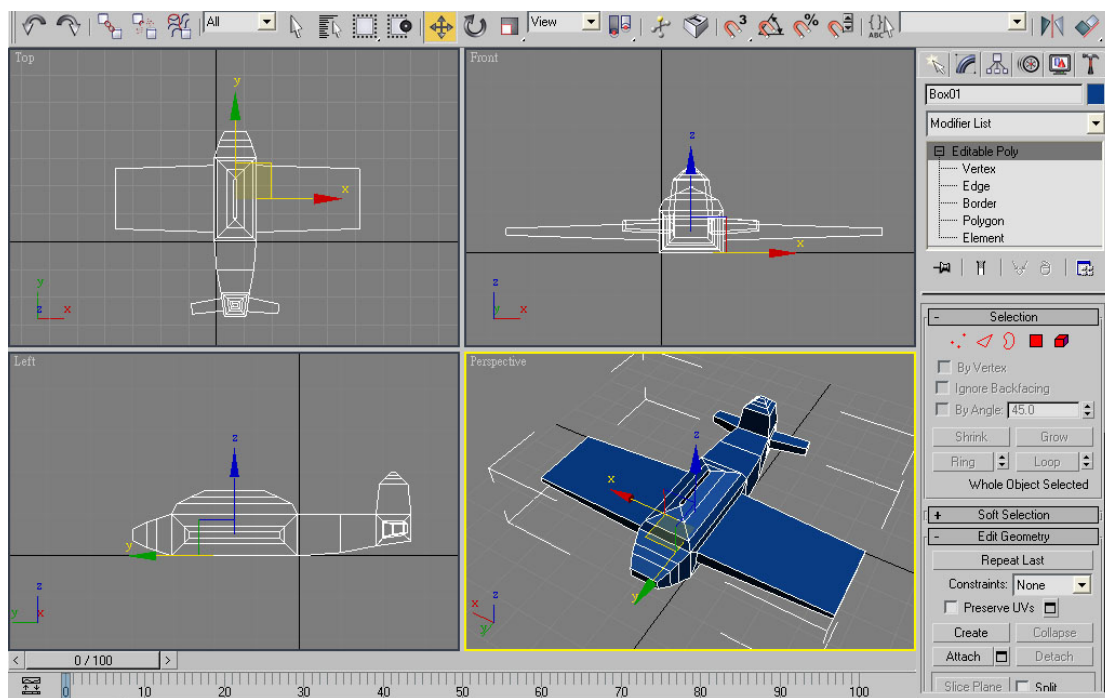 All
View
3
%
{}
ABC
Top
y
x
y
z x
Front
z
x
z
y x
Left
z
y
z
y x
Perspective
z
x
y
z
x
y
Box01
Modifier List
Editable Poly
Vertex
Edge
Border
Polygon
Element
- Selection
By Vertex
Ignore Backfacing
By Angle: 45.0
Shrink Grow
Ring Loop
Whole Object Selected
+ Soft Selection
- Edit Geometry
Repeat Last
Constraints: None
Preserve UVs
Create Collapse
Attach Detach
Slice Plane Split
< 0 / 100 >
0 10 20 30 40 50 60 70 80 90 100